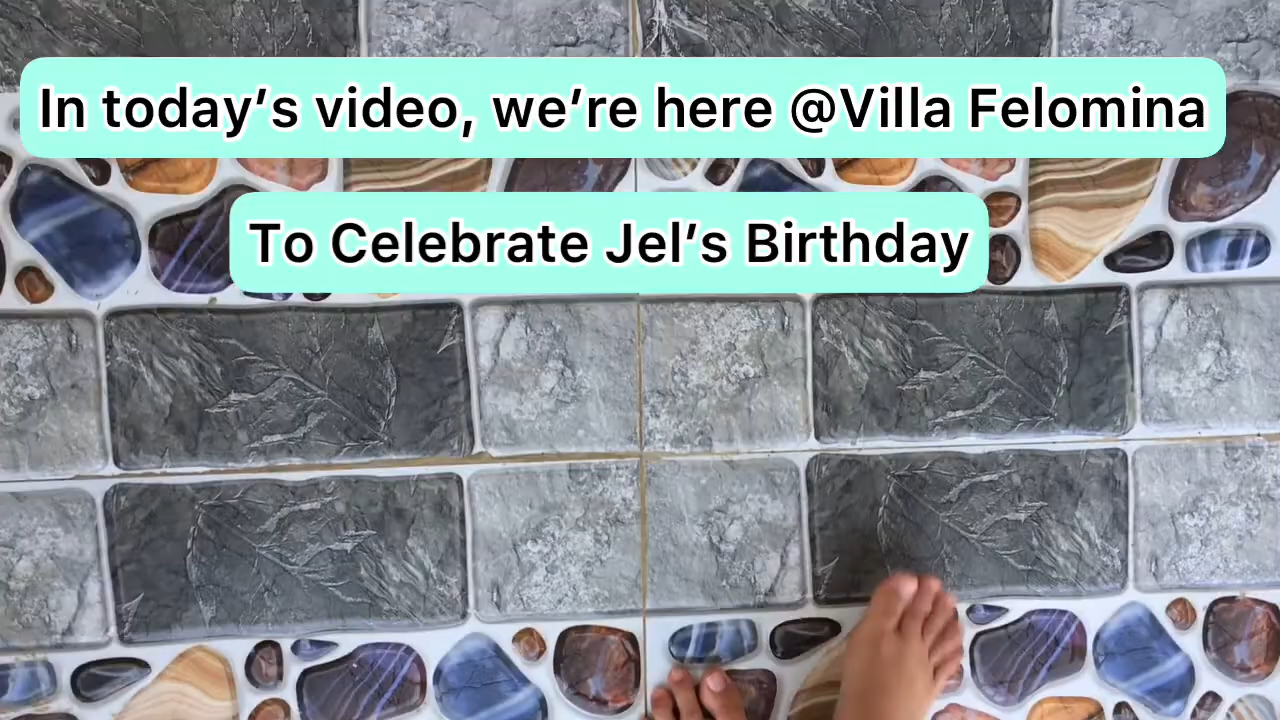 In today’s video, we’re here @Villa Felomina
To Celebrate Jel’s Birthday